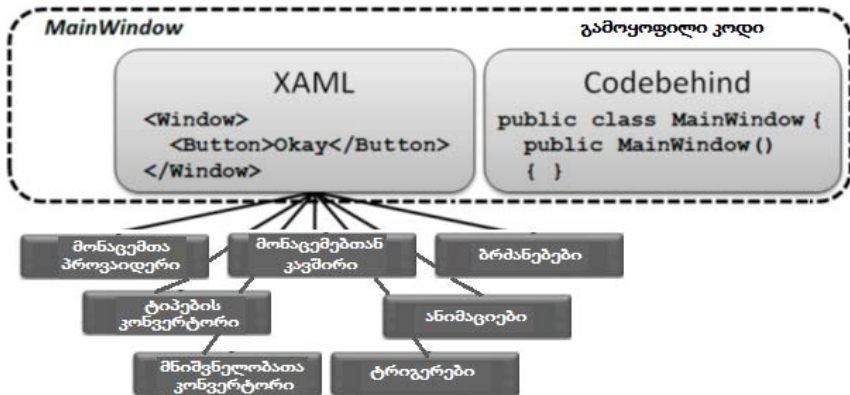 MainWindow
გამოყოფილი კოდი
XAML
<Window>
<Button>Okay</Button>
</Window>
Codebehind
public class MainWindow {
public MainWindow()
{ }
მონაცემთა
პროვაიდერი
მონაცემებთან
კავშირი
ბრძანებები
ტიპების
კონვერტორი
ანიმაციები
მნიშვნელობათა
კონვერტორი
ტრიგერები